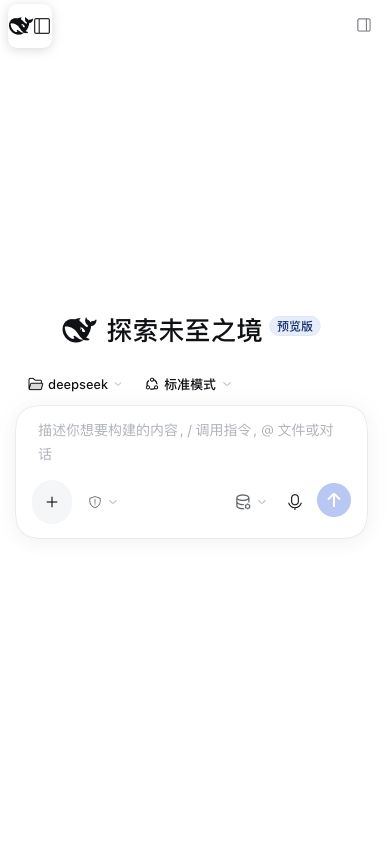 探索未至之境 预览版
deepseek 标准模式
描述你想要构建的内容, / 调用指令, @ 文件或对
话